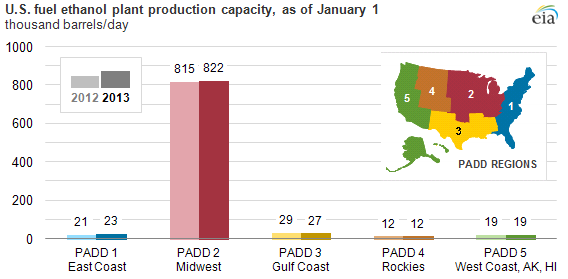 U.S. fuel ethanol plant production capacity, as of January 1
thousand barrels/day
eia
1000
800
600
400
200
0
2012 2013
815 822
21 23
29 27
12 12
19 19
1
2
3
4
5
PADD REGIONS
PADD 1
East Coast
PADD 2
Midwest
PADD 3
Gulf Coast
PADD 4
Rockies
PADD 5
West Coast, AK, HI